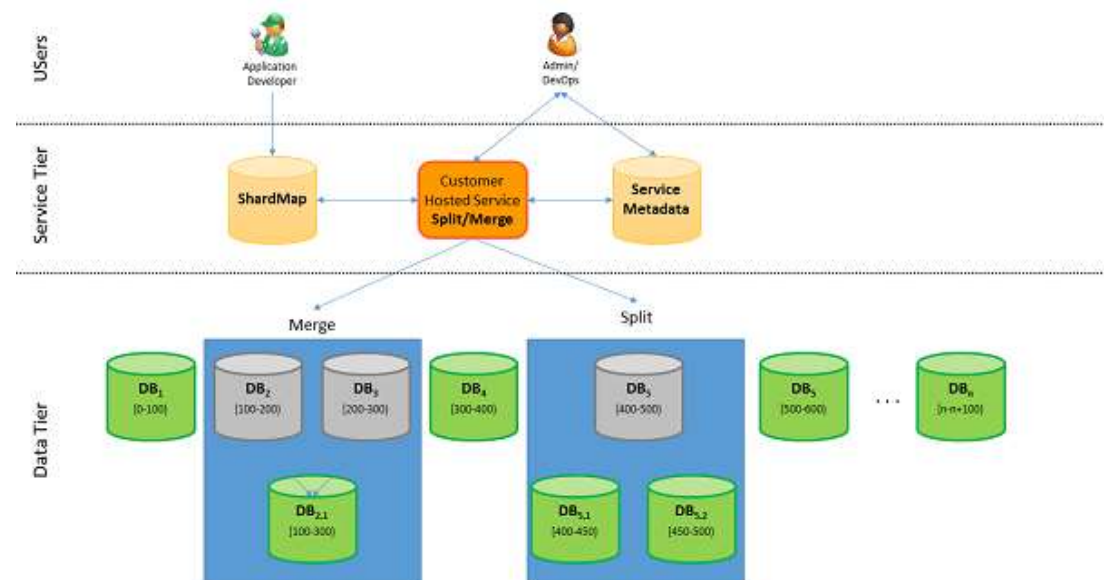 USers
Application
Developer
Admin/
DevOps
Service Tier
ShardMap
Customer
Hosted Service
Split/Merge
Service
Metadata
Merge
Split
Data Tier
DB1
[0-100)
DB2
[100-200)
DB3
[200-300)
DB4
[300-400)
DB5
[400-500)
DB5
[500-600)
. . .
DBn
[n-n+100)
DB2,1
[100-300)
DB5,1
[400-450)
DB5,2
[450-500)